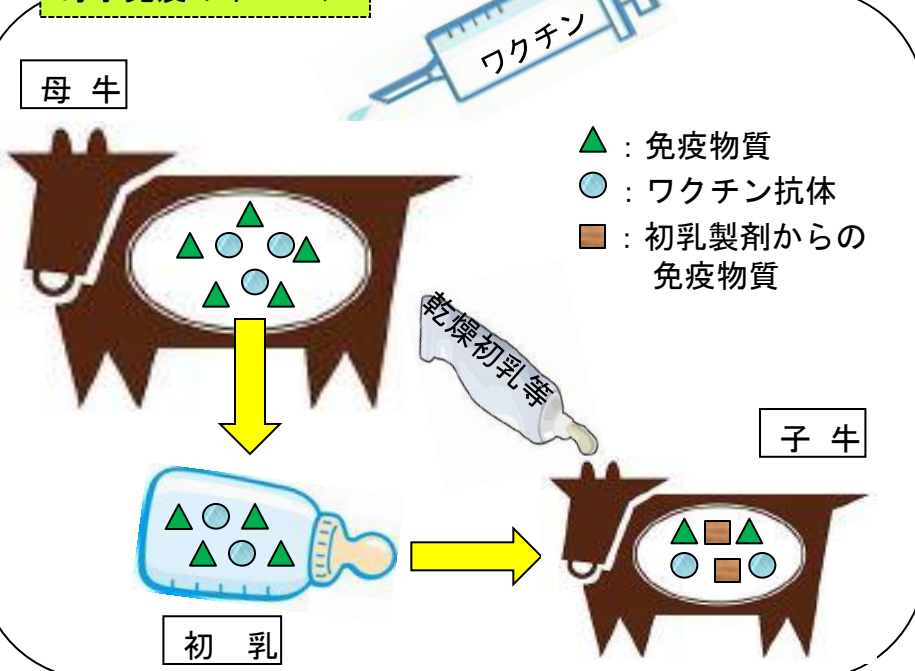 ワクチン
母 牛
：免疫物質
：ワクチン抗体
：初乳製剤からの
免疫物質
乾燥初乳等
子 牛
初 乳